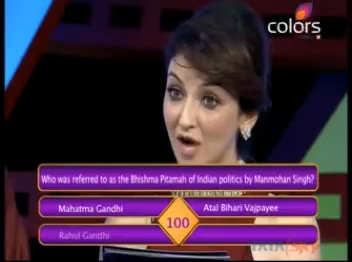 colors
Who was referred to as the Bhishma Pitamah of Indian politics by Manmohan Singh?
Mahatma Gandhi
Atal Bihari Vajpayee
100
Rahul Gandhi